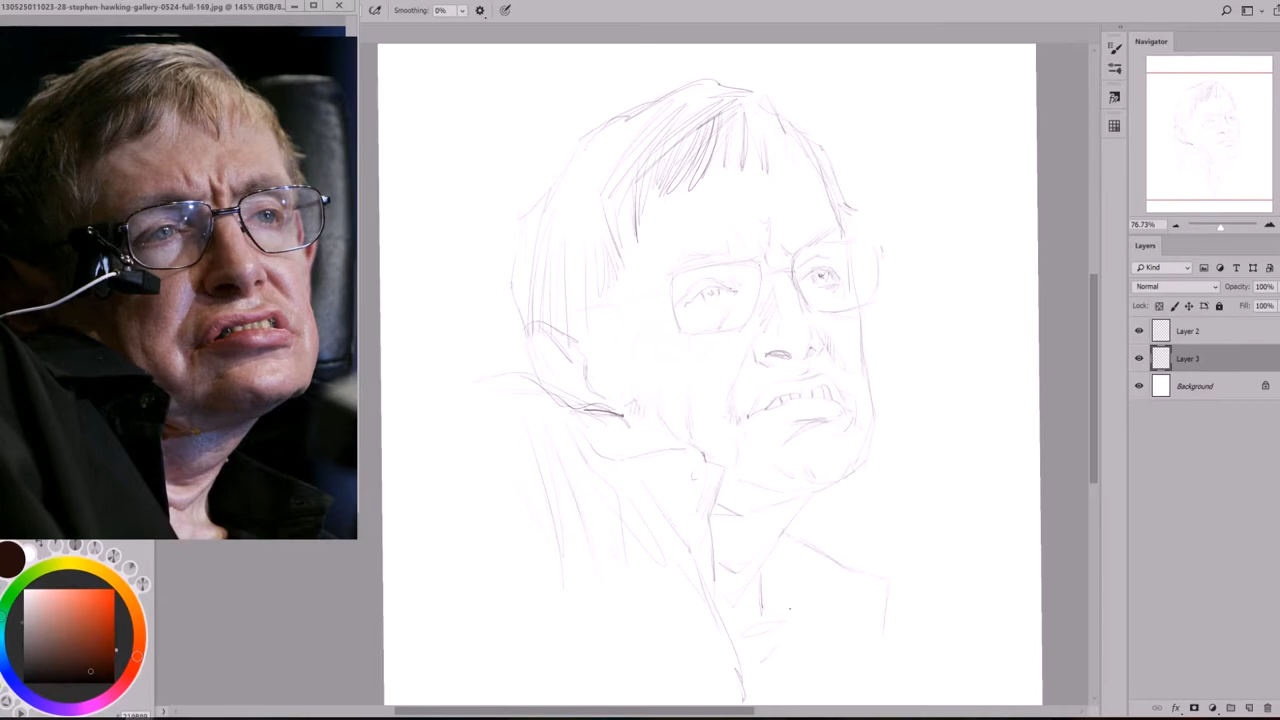 130525011023-28-stephen-hawking-gallery-0524-full-169.jpg @ 145% (RGB/8...
Smoothing: 0%
Navigator
76.73%
Layers
Kind
Normal
Opacity: 100%
Lock:
Fill: 100%
Layer 2
Layer 3
Background